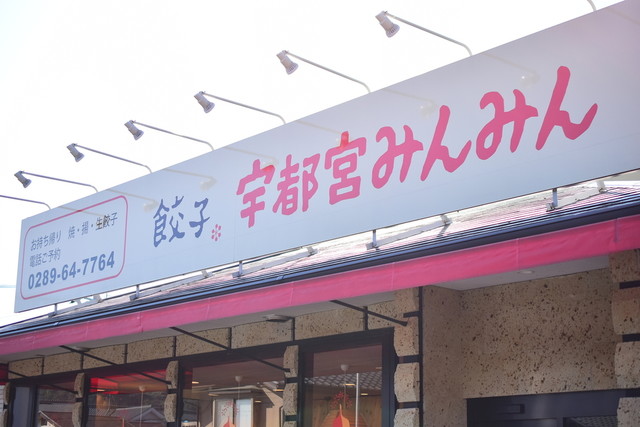 お持ち帰り 焼・揚・生餃子
電話ご予約
0289-64-7764
餃子 宇都宮みんみん